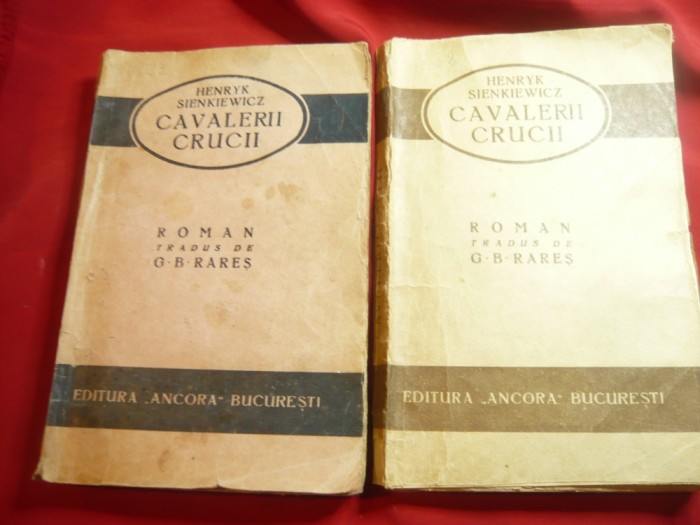 HENRYK
SIENKIEWICZ
CAVALERII
CRUCII
ROMAN
TRADUS DE
G·B·RAREȘ
EDITURA „ANCORA" BUCUREȘTI
HENRYK
SIENKIEWICZ
CAVALERII
CRUCII
ROMAN
TRADUS DE
G·B·RAREȘ
EDITURA „ANCORA" BUCUREȘTI